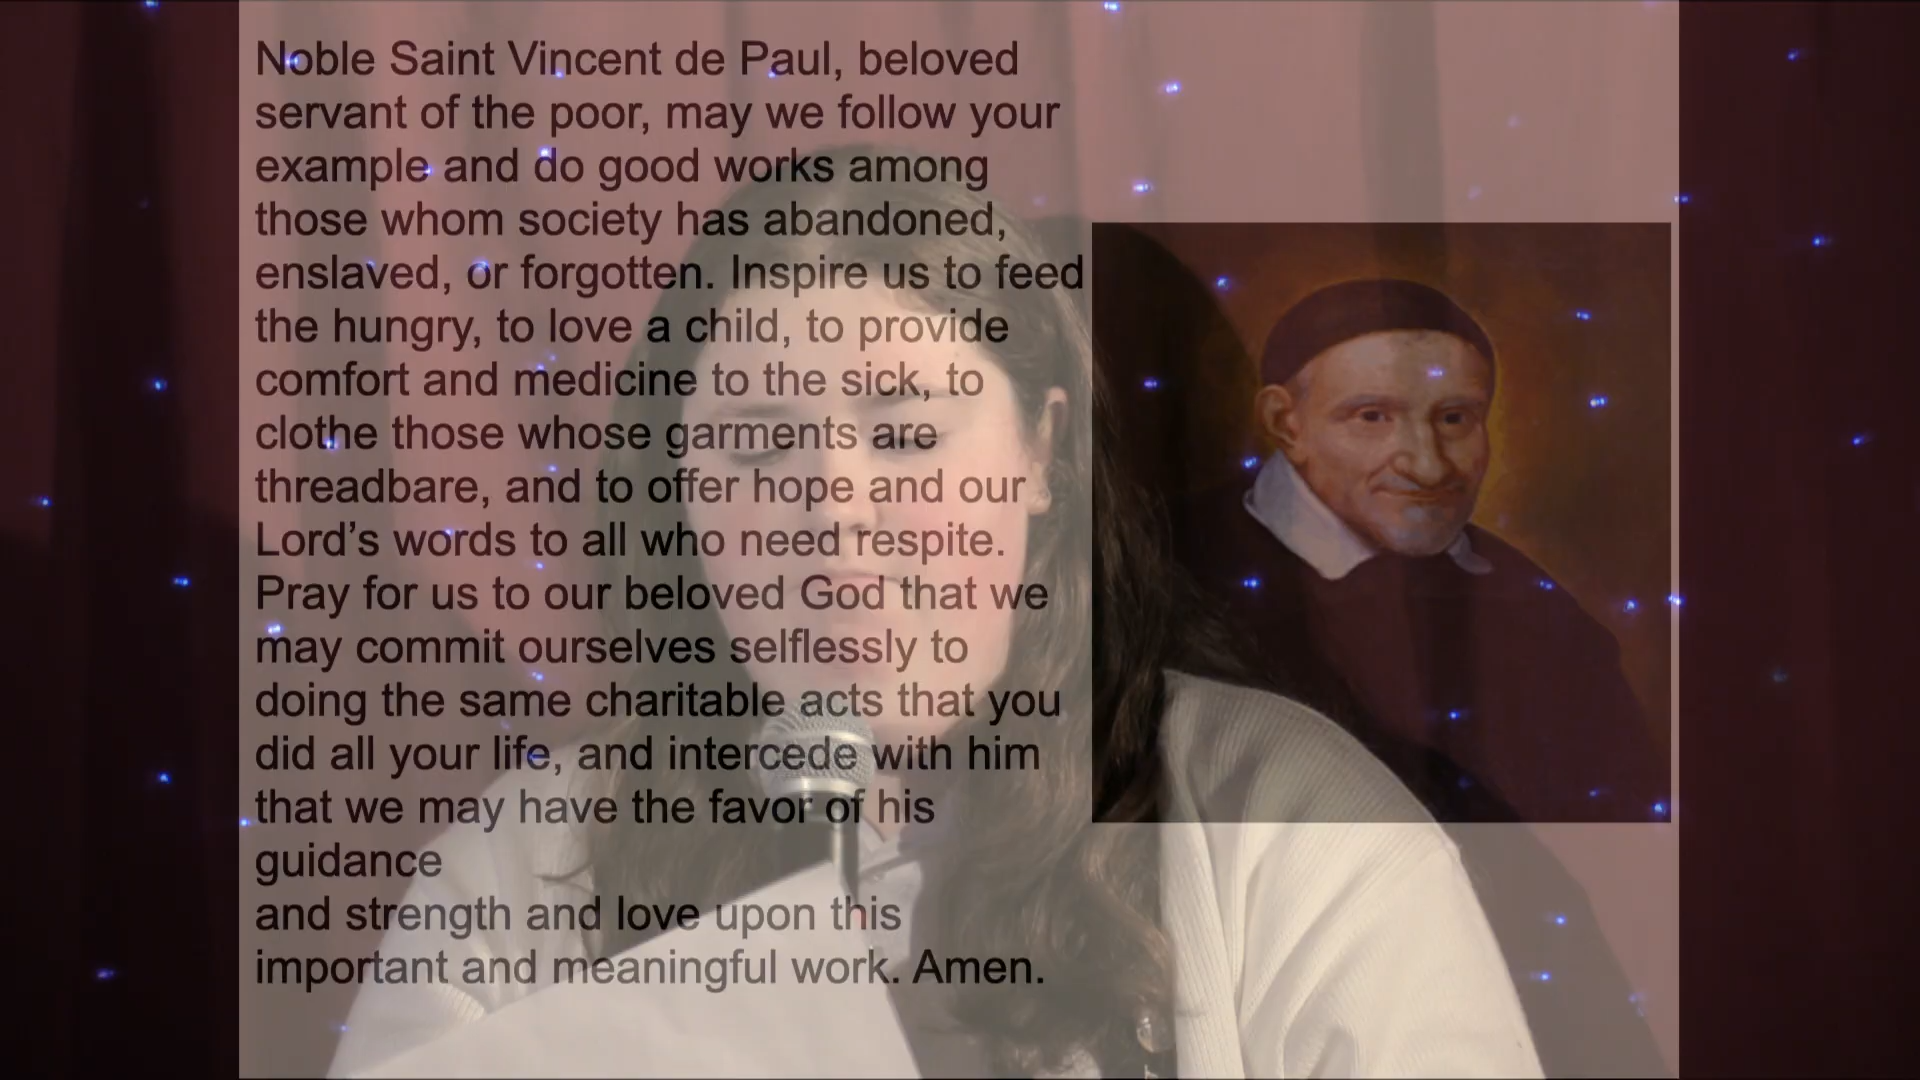 Noble Saint Vincent de Paul, beloved
servant of the poor, may we follow your
example and do good works among
those whom society has abandoned,
enslaved, or forgotten. Inspire us to feed
the hungry, to love a child, to provide
comfort and medicine to the sick, to
clothe those whose garments are
threadbare, and to offer hope and our
Lord’s words to all who need respite.
Pray for us to our beloved God that we
may commit ourselves selflessly to
doing the same charitable acts that you
did all your life, and intercede with him
that we may have the favor of his
guidance
and strength and love upon this
important and meaningful work. Amen.